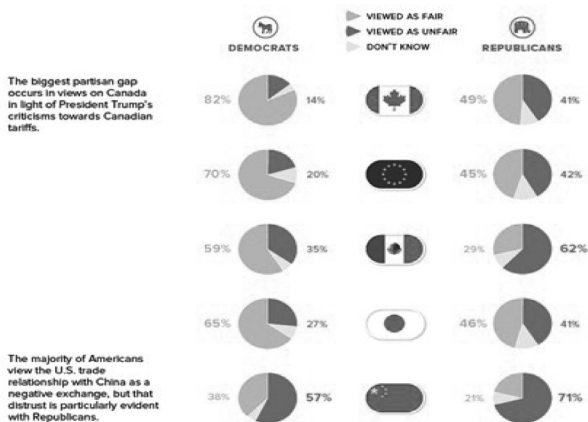 VIEWED AS FAIR
VIEWED AS UNFAIR
DON'T KNOW
DEMOCRATS
REPUBLICANS
The biggest partisan gap
occurs in views on Canada
in light of President Trump's
criticisms towards Canadian
tariffs.
82% 14% 49% 41%
70% 20% 45% 42%
59% 35% 29% 62%
65% 27% 46% 41%
The majority of Americans
view the U.S. trade
relationship with China as a
negative exchange, but that
distrust is particularly evident
with Republicans.
38% 57% 21% 71%